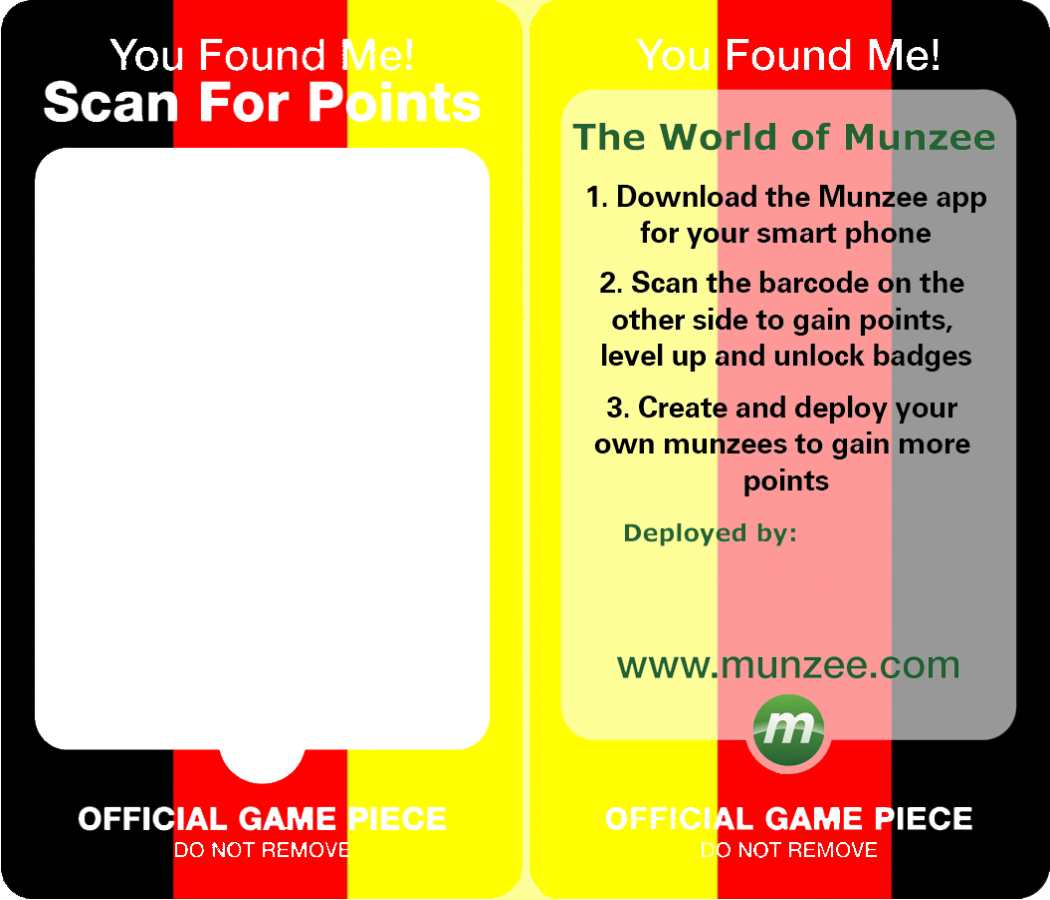 You Found Me!
Scan For Points
OFFICIAL GAME PIECE
DO NOT REMOVE
You Found Me!
The World of Munzee
1. Download the Munzee app
for your smart phone
2. Scan the barcode on the
other side to gain points,
level up and unlock badges
3. Create and deploy your
own munzees to gain more
points
Deployed by:
www.munzee.com
m
OFFICIAL GAME PIECE
DO NOT REMOVE